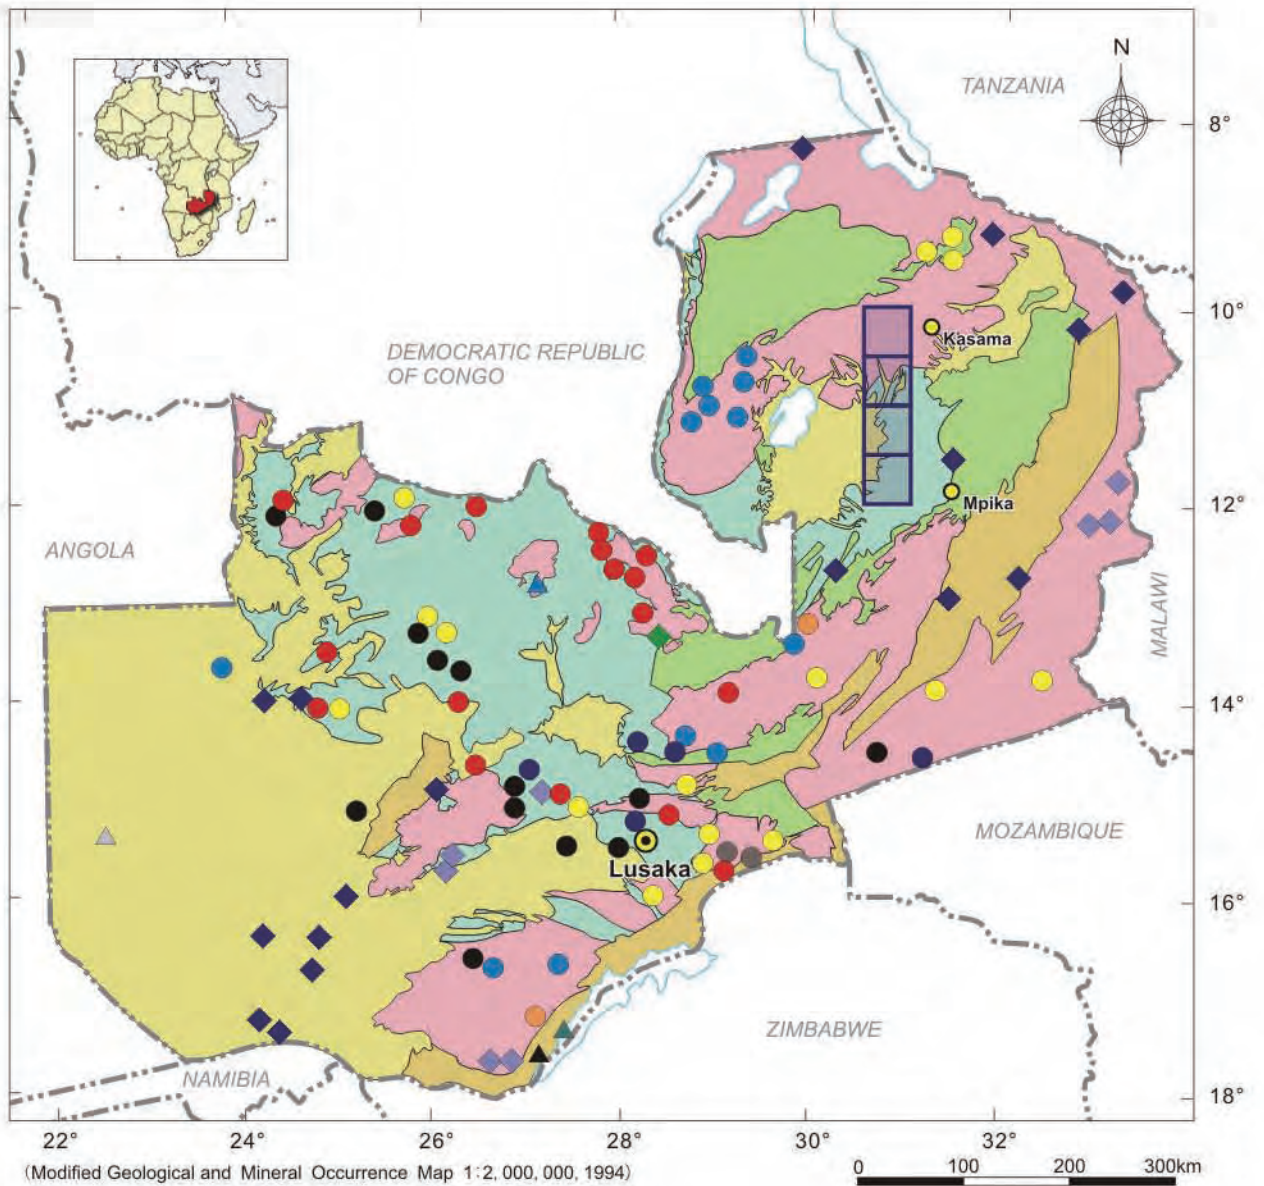 N
TANZANIA
8°
10°
Kasama
DEMOCRATIC REPUBLIC
OF CONGO
12°
Mpika
ANGOLA
MALAWI
14°
MOZAMBIQUE
Lusaka
16°
ZIMBABWE
NAMIBIA
18°
22° 24° 26° 28° 30° 32°
(Modified Geological and Mineral Occurrence Map 1:2, 000, 000, 1994)
0 100 200 300km